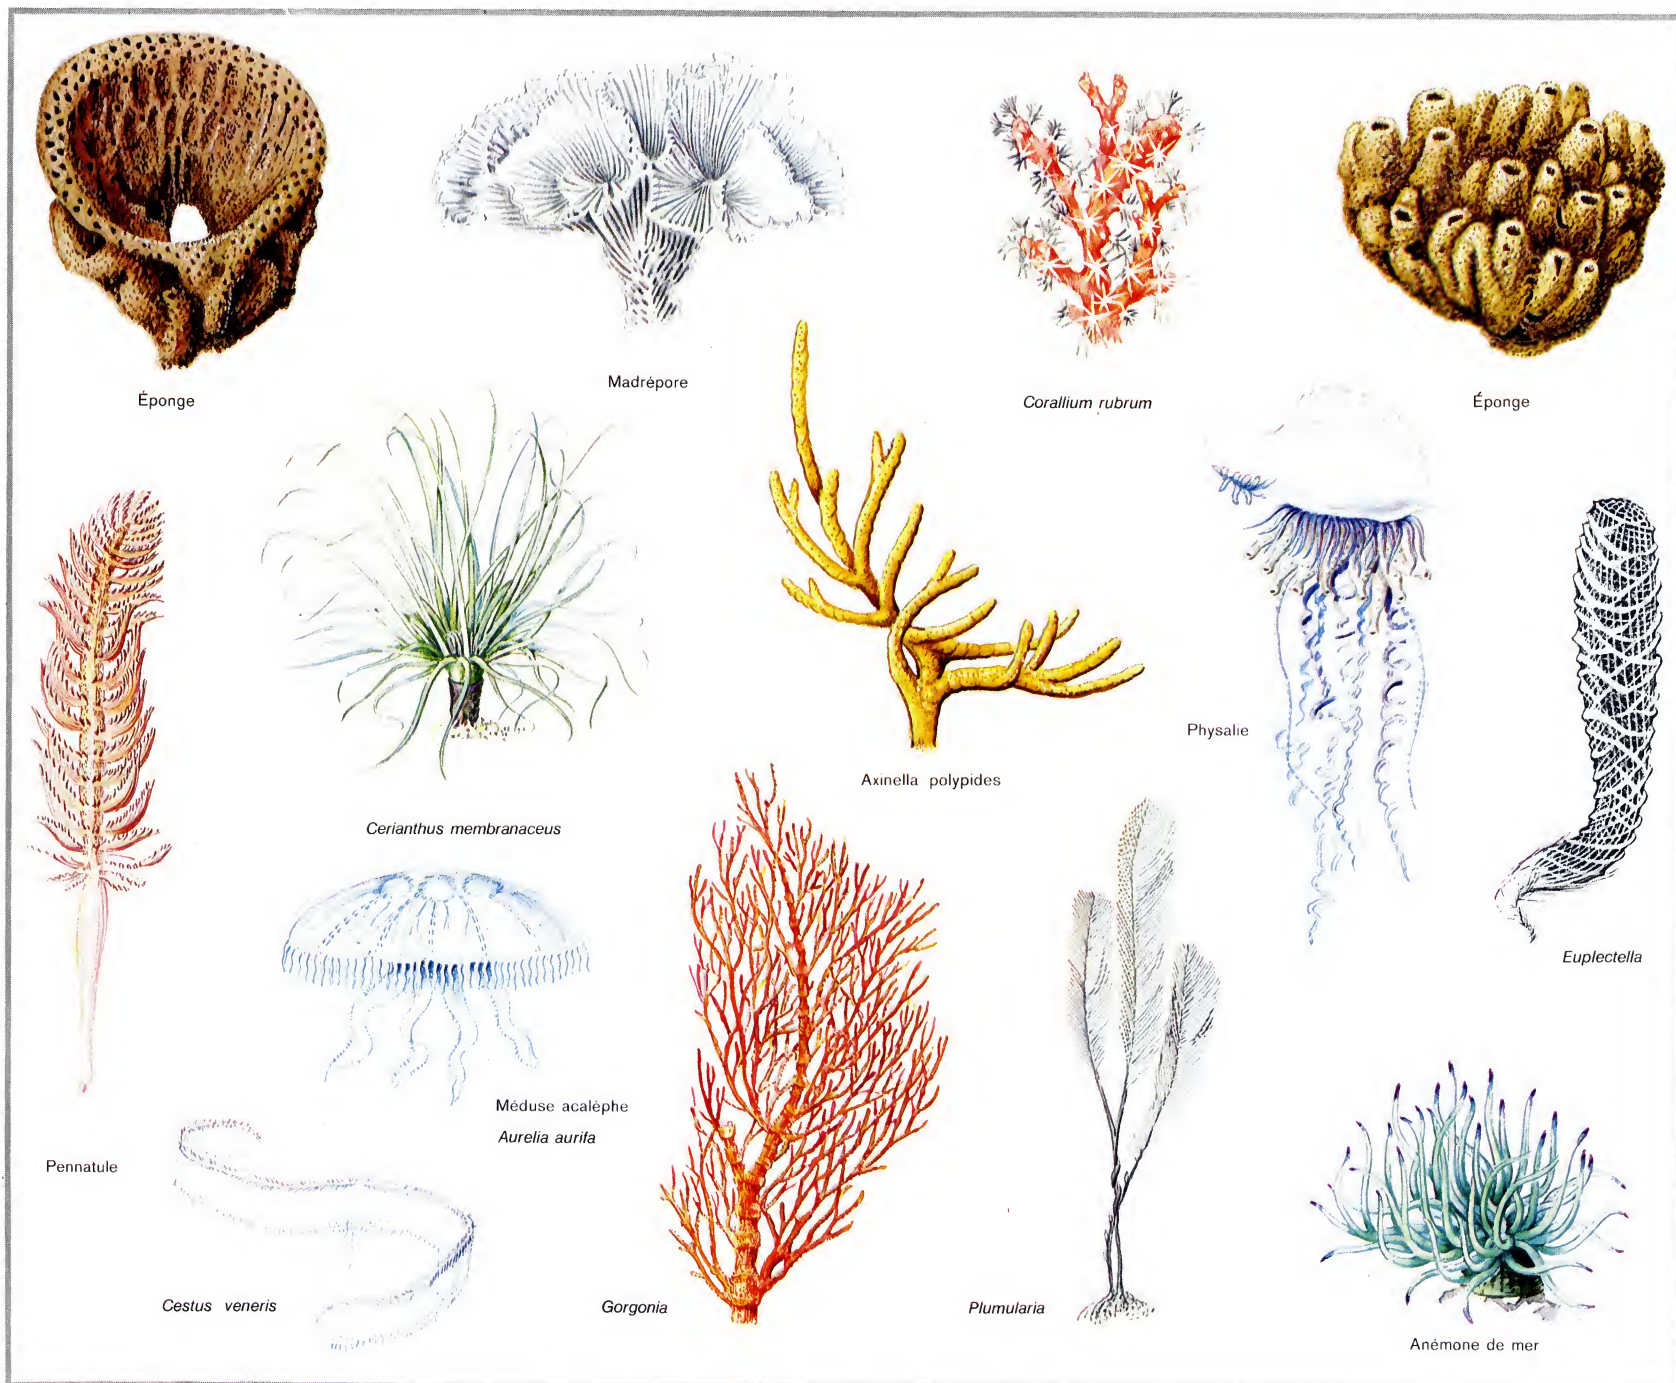 Éponge
Madrépore
Corallium rubrum
Éponge
Cerianthus membranaceus
Axinella polypides
Physalie
Euplectella
Pennatule
Méduse acalèphe
Aurelia aurifa
Cestus veneris
Gorgonia
Plumularia
Anémone de mer